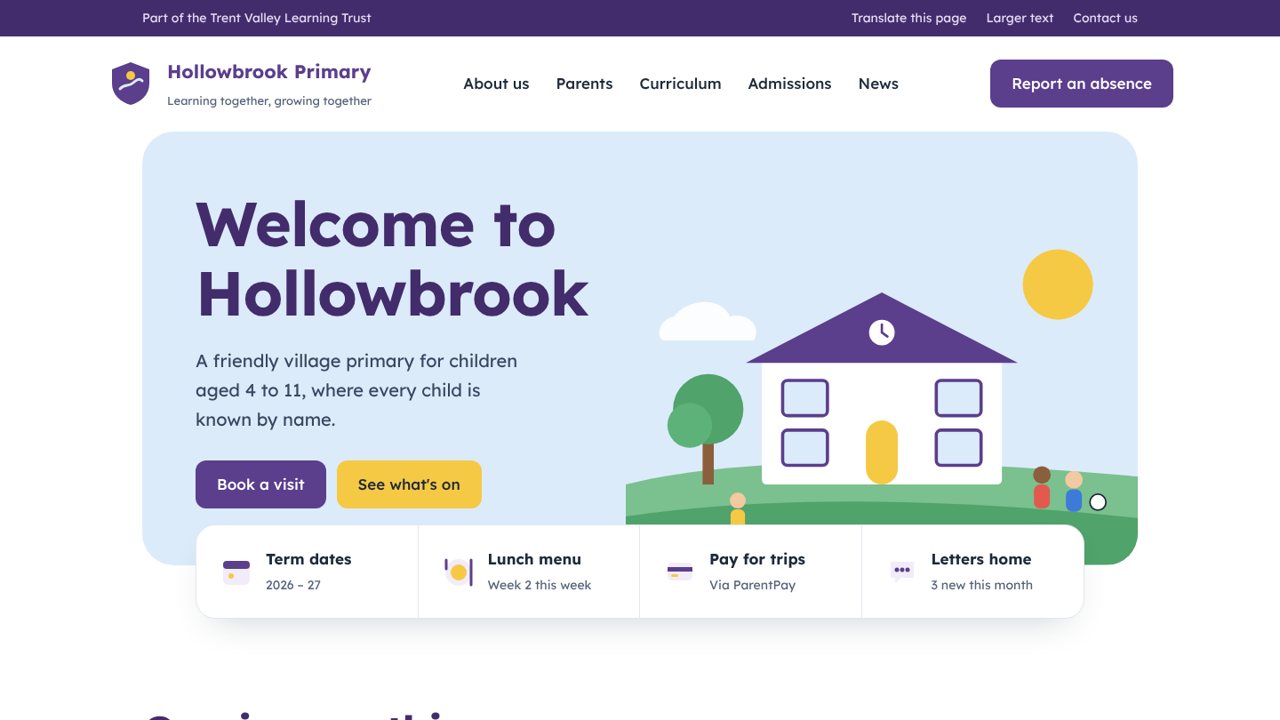 Part of the Trent Valley Learning Trust
Translate this page
Larger text
Contact us
Hollowbrook Primary
Learning together, growing together
About us
Parents
Curriculum
Admissions
News
Report an absence
Welcome to
Hollowbrook
A friendly village primary for children
aged 4 to 11, where every child is
known by name.
Book a visit
See what's on
Term dates
2026 – 27
Lunch menu
Week 2 this week
Pay for trips
Via ParentPay
Letters home
3 new this month